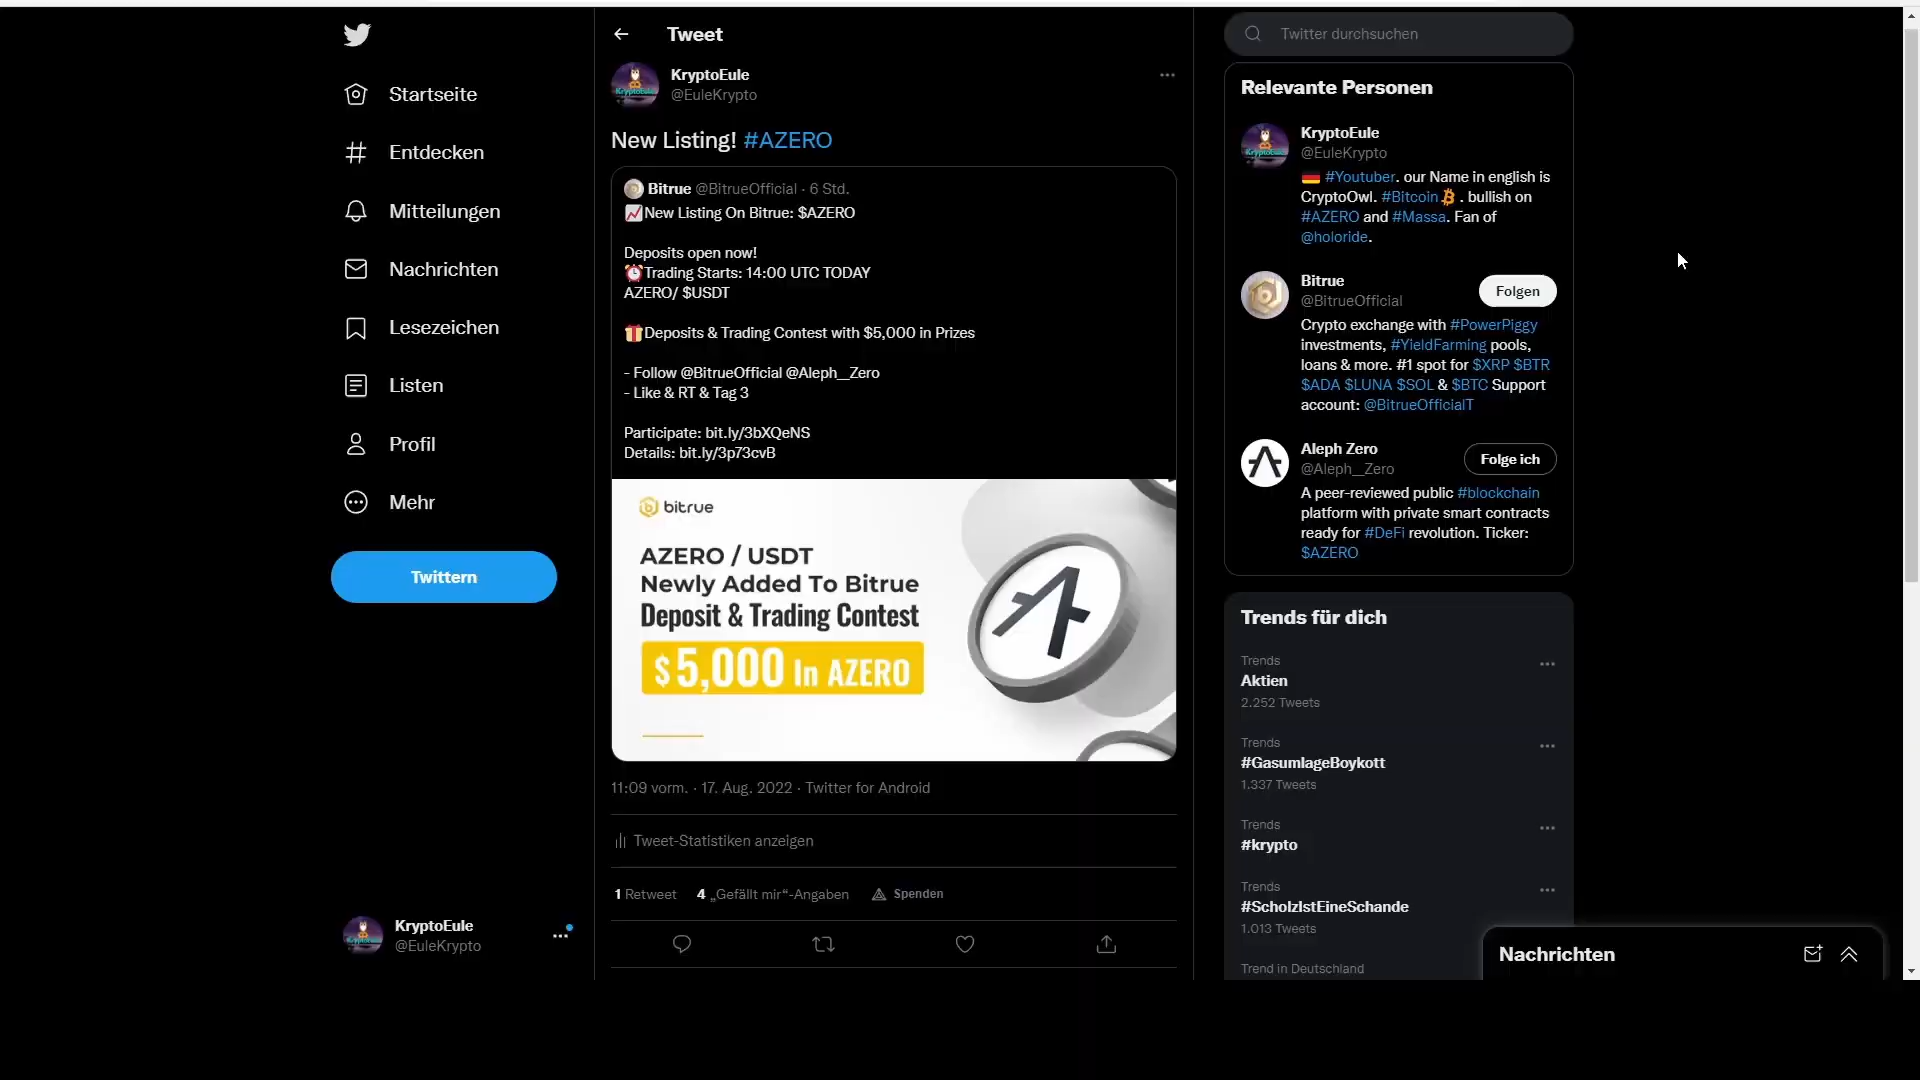 Startseite
Entdecken
Mitteilungen
Nachrichten
Lesezeichen
Listen
Profil
Mehr
Twittern
KryptoEule
@EuleKrypto
Tweet
KryptoEule
@EuleKrypto
New Listing! #AZERO
Bitrue @BitrueOfficial · 6 Std.
New Listing On Bitrue: $AZERO
Deposits open now!
Trading Starts: 14:00 UTC TODAY
AZERO/ $USDT
Deposits & Trading Contest with $5,000 in Prizes
- Follow @BitrueOfficial @Aleph__Zero
- Like & RT & Tag 3
Participate: bit.ly/3bXQeNS
Details: bit.ly/3p73cvB
bitrue
AZERO / USDT
Newly Added To Bitrue
Deposit & Trading Contest
$5,000 In AZERO
11:09 vorm. · 17. Aug. 2022 · Twitter for Android
Tweet-Statistiken anzeigen
1 Retweet 4 „Gefällt mir“-Angaben Spenden
Twitter durchsuchen
Relevante Personen
KryptoEule
@EuleKrypto
#Youtuber. our Name in english is
CryptoOwl. #Bitcoin . bullish on
#AZERO and #Massa. Fan of
@holoride.
Bitrue
@BitrueOfficial
Folgen
Crypto exchange with #PowerPiggy
investments, #YieldFarming pools,
loans & more. #1 spot for $XRP $BTR
$ADA $LUNA $SOL & $BTC Support
account: @BitrueOfficialT
Aleph Zero
@Aleph__Zero
Folge ich
A peer-reviewed public #blockchain
platform with private smart contracts
ready for #DeFi revolution. Ticker:
$AZERO
Trends für dich
Trends
Aktien
2.252 Tweets
Trends
#GasumlageBoykott
1.337 Tweets
Trends
#krypto
Trends
#ScholzIstEineSchande
1.013 Tweets
Trend in Deutschland
Nachrichten